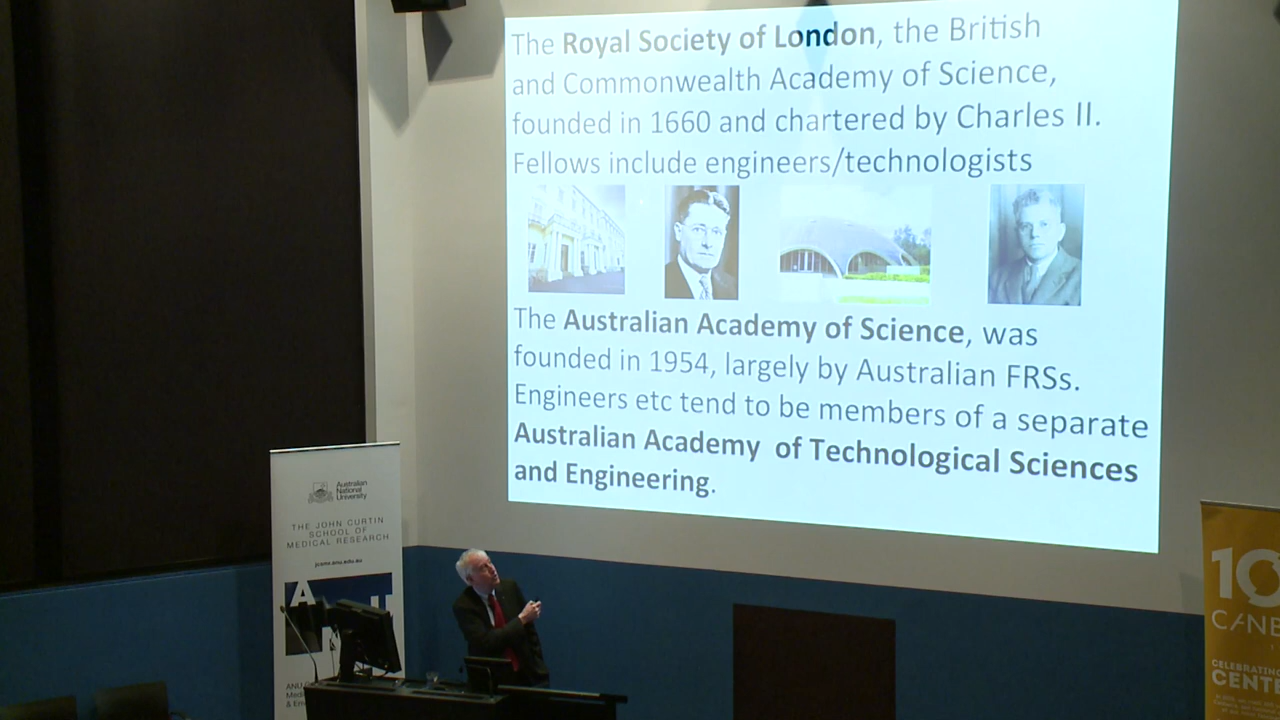 The Royal Society of London, the British
and Commonwealth Academy of Science,
founded in 1660 and chartered by Charles II.
Fellows include engineers/technologists
The Australian Academy of Science, was
founded in 1954, largely by Australian FRSs.
Engineers etc tend to be members of a separate
Australian Academy of Technological Sciences
and Engineering.
Australian
National
University
THE JOHN CURTIN
SCHOOL OF
MEDICAL RESEARCH
jcsmr.anu.edu.au
A
ANU
& 
10
CANB
CELEBRATING
CENT